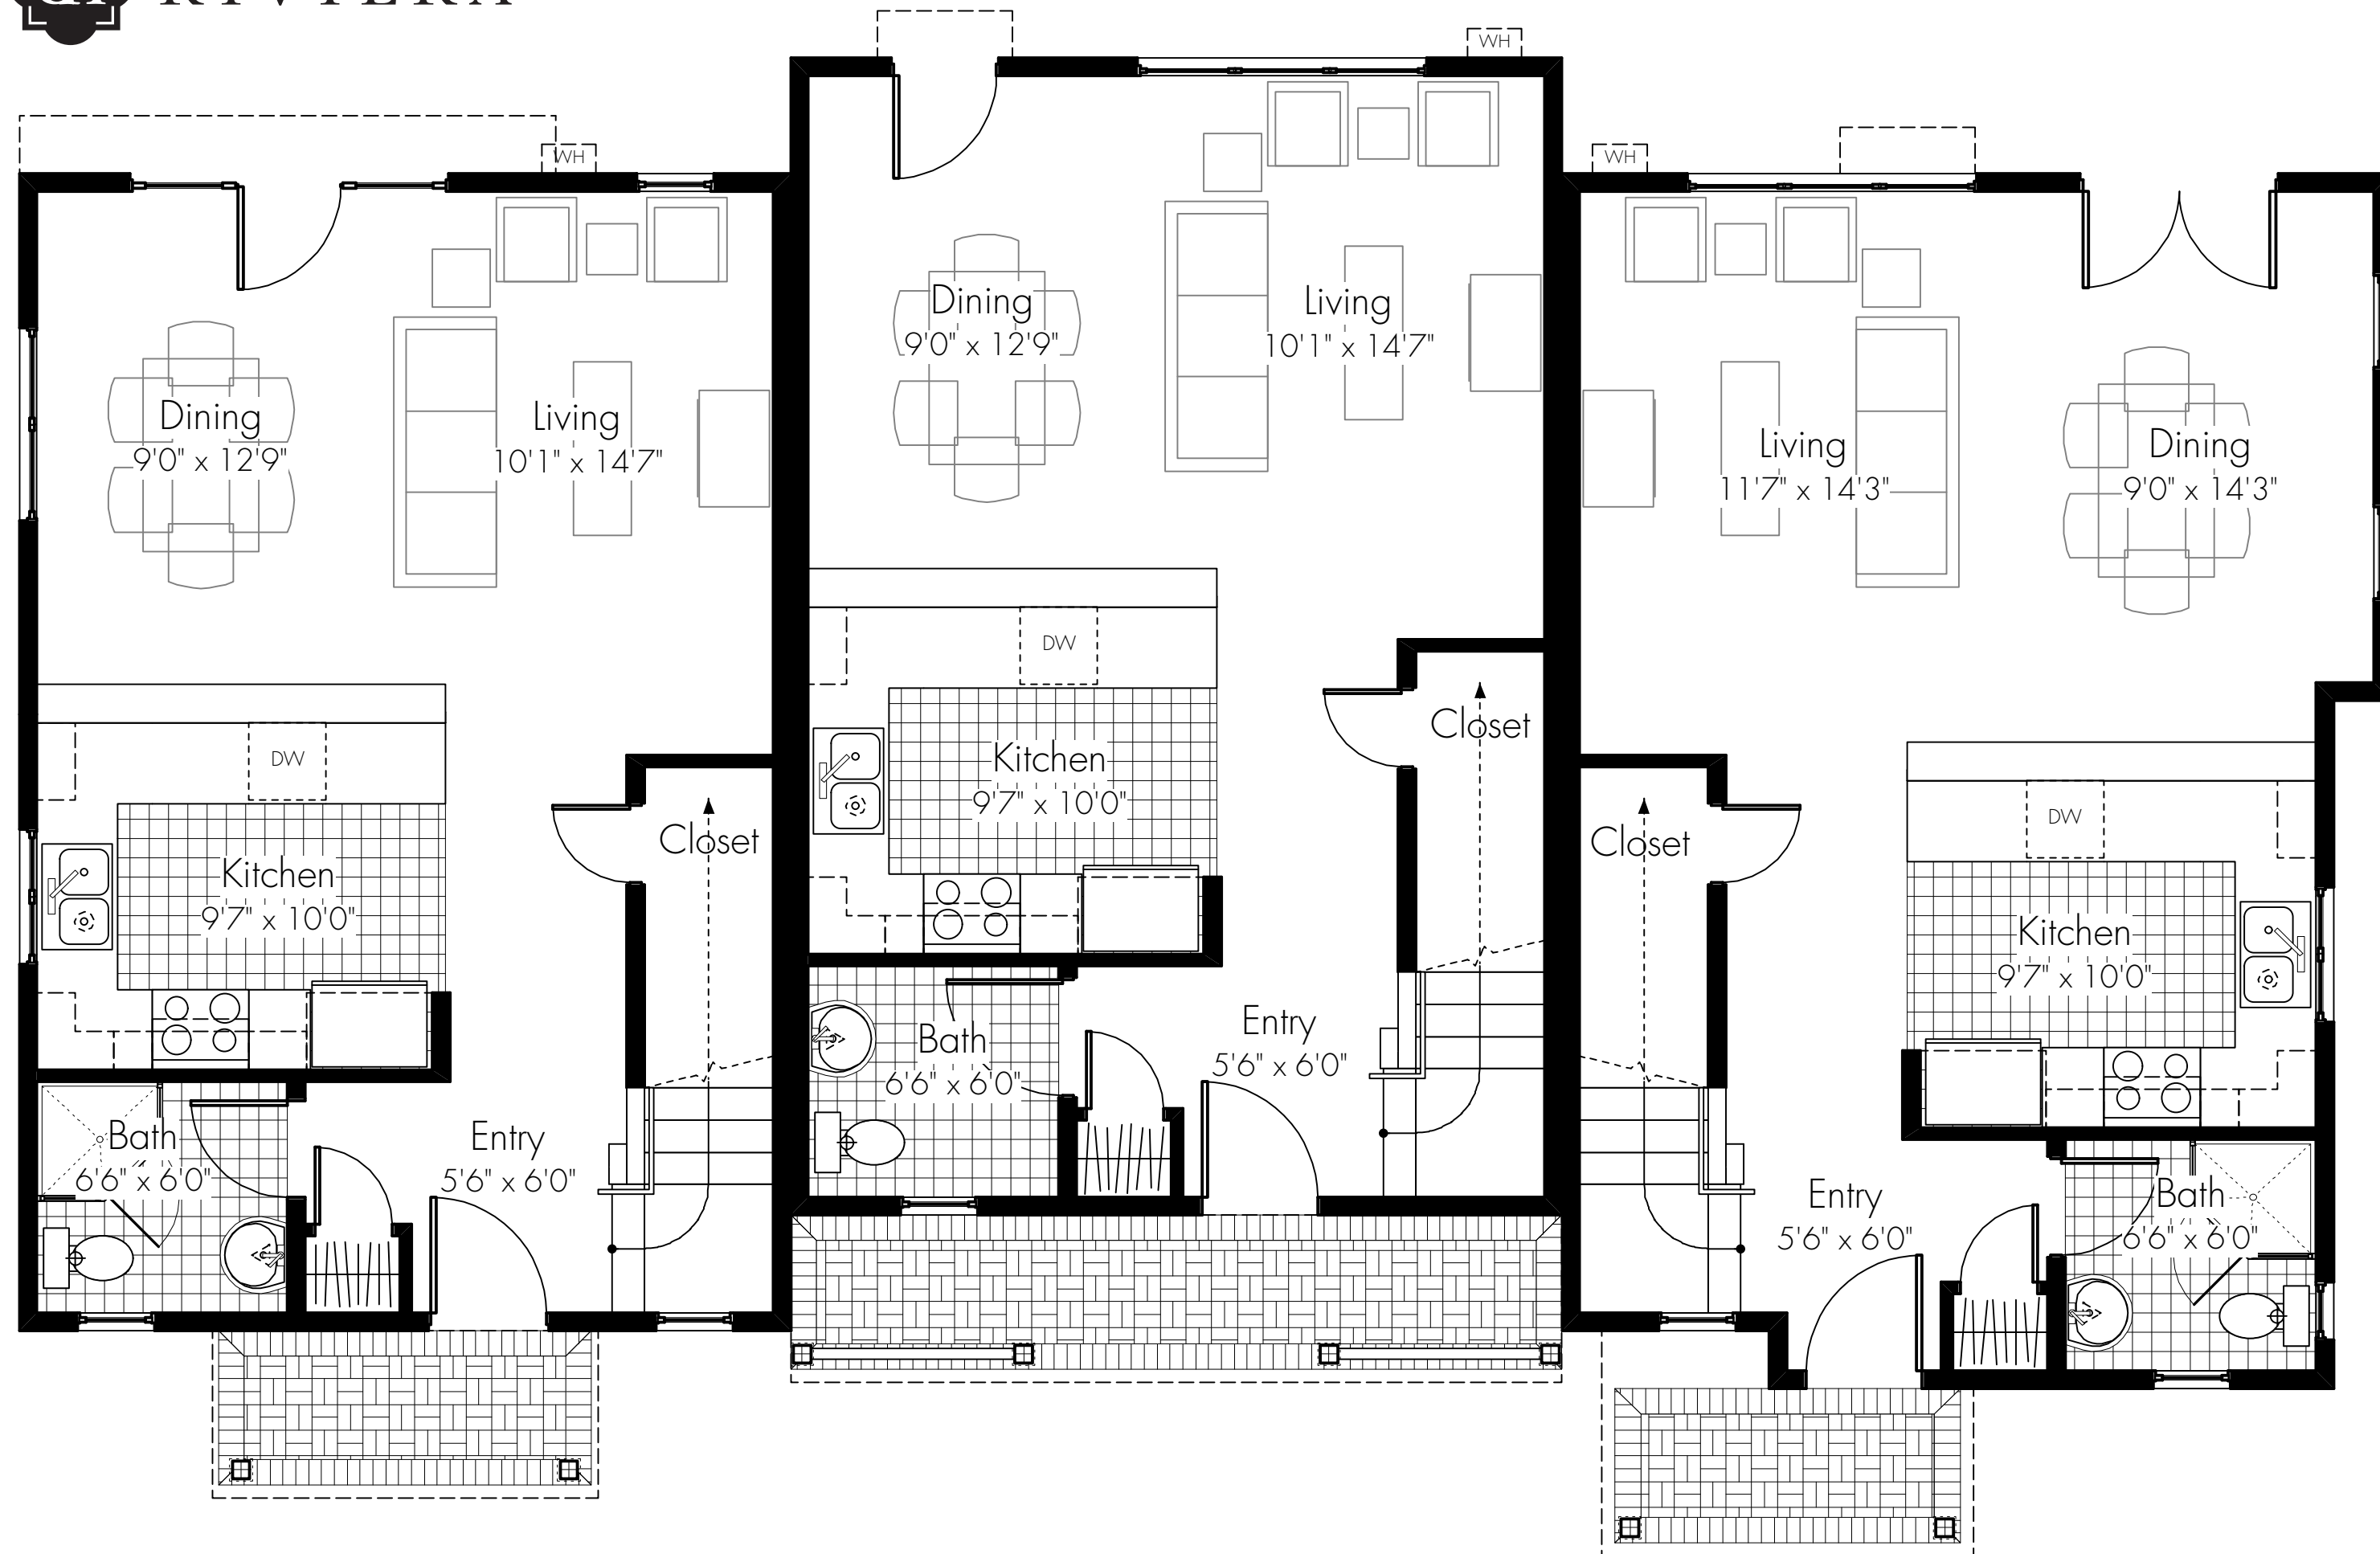 RIVIERA
WH
WH
Dining
9'0" x 12'9"
Living
10'1" x 14'7"
DW
Kitchen
9'7" x 10'0"
Closet
Bath
6'6" x 6'0"
Entry
5'6" x 6'0"
Dining
9'0" x 12'9"
Living
10'1" x 14'7"
DW
Kitchen
9'7" x 10'0"
Closet
Bath
6'6" x 6'0"
Entry
5'6" x 6'0"
WH
Living
11'7" x 14'3"
Dining
9'0" x 14'3"
DW
Closet
Kitchen
9'7" x 10'0"
Entry
5'6" x 6'0"
Bath
6'6" x 6'0"